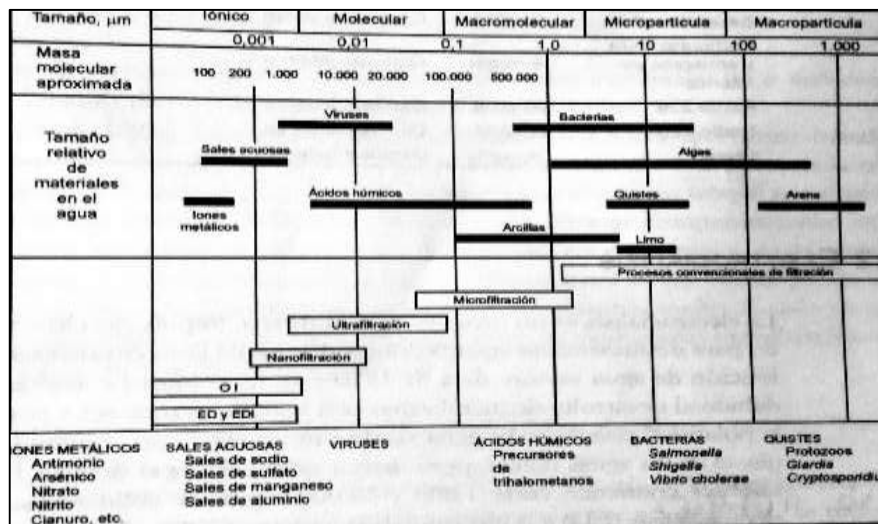 Tamaño, µm
Iónico
Molecular
Macromolecular
Micropartícula
Macropartícula
0,001
0,01
0,1
1,0
10
100
1.000
Masa
molecular
aproximada
100 200 1.000 10.000 20.000 100.000 500.000
Tamaño
relativo
de
materiales
en el
agua
Viruses
Bacterias
Sales acuosas
Algas
Ácidos húmicos
Quistes
Arena
Iones
metálicos
Arcillas
Limo
Procesos convencionales de filtración
Microfiltración
Ultrafiltración
Nanofiltración
O I
ED y EDI
IONES METÁLICOS
Antimonio
Arsénico
Nitrato
Nitrito
Cianuro, etc.
SALES ACUOSAS
Sales de sodio
Sales de sulfato
Sales de manganeso
Sales de aluminio
VIRUSES
ÁCIDOS HÚMICOS
Precursores
de
trihalometanos
BACTERIAS
Salmonella
Shigella
Vibrio choleras
QUISTES
Protozoos
Giardia
Cryptosporidiu